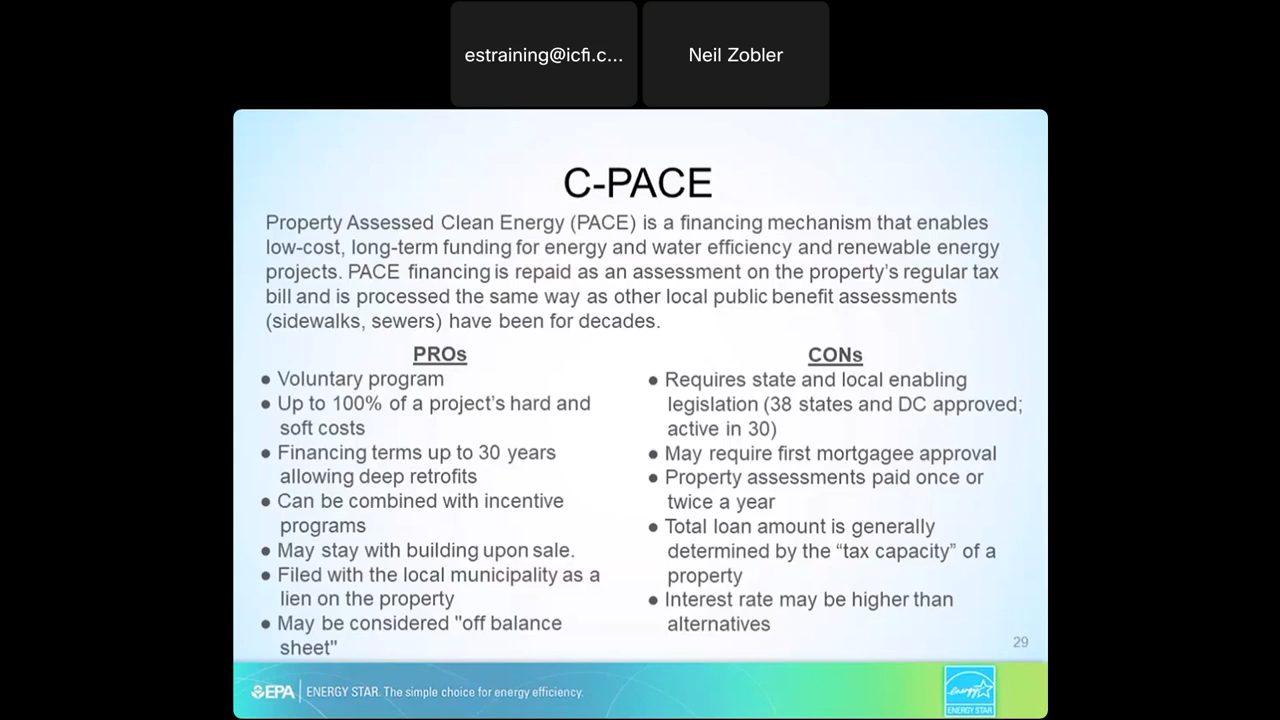 estraining@icfi.c...
Neil Zobler
C-PACE
Property Assessed Clean Energy (PACE) is a financing mechanism that enables
low-cost, long-term funding for energy and water efficiency and renewable energy
projects. PACE financing is repaid as an assessment on the property's regular tax
bill and is processed the same way as other local public benefit assessments
(sidewalks, sewers) have been for decades.
PROs
● Voluntary program
● Up to 100% of a project's hard and
soft costs
● Financing terms up to 30 years
allowing deep retrofits
● Can be combined with incentive
programs
● May stay with building upon sale.
● Filed with the local municipality as a
lien on the property
● May be considered "off balance
sheet"
CONs
● Requires state and local enabling
legislation (38 states and DC approved;
active in 30)
● May require first mortgagee approval
● Property assessments paid once or
twice a year
● Total loan amount is generally
determined by the “tax capacity” of a
property
● Interest rate may be higher than
alternatives
29
EPA
ENERGY STAR. The simple choice for energy efficiency.
energy
ENERGY STAR